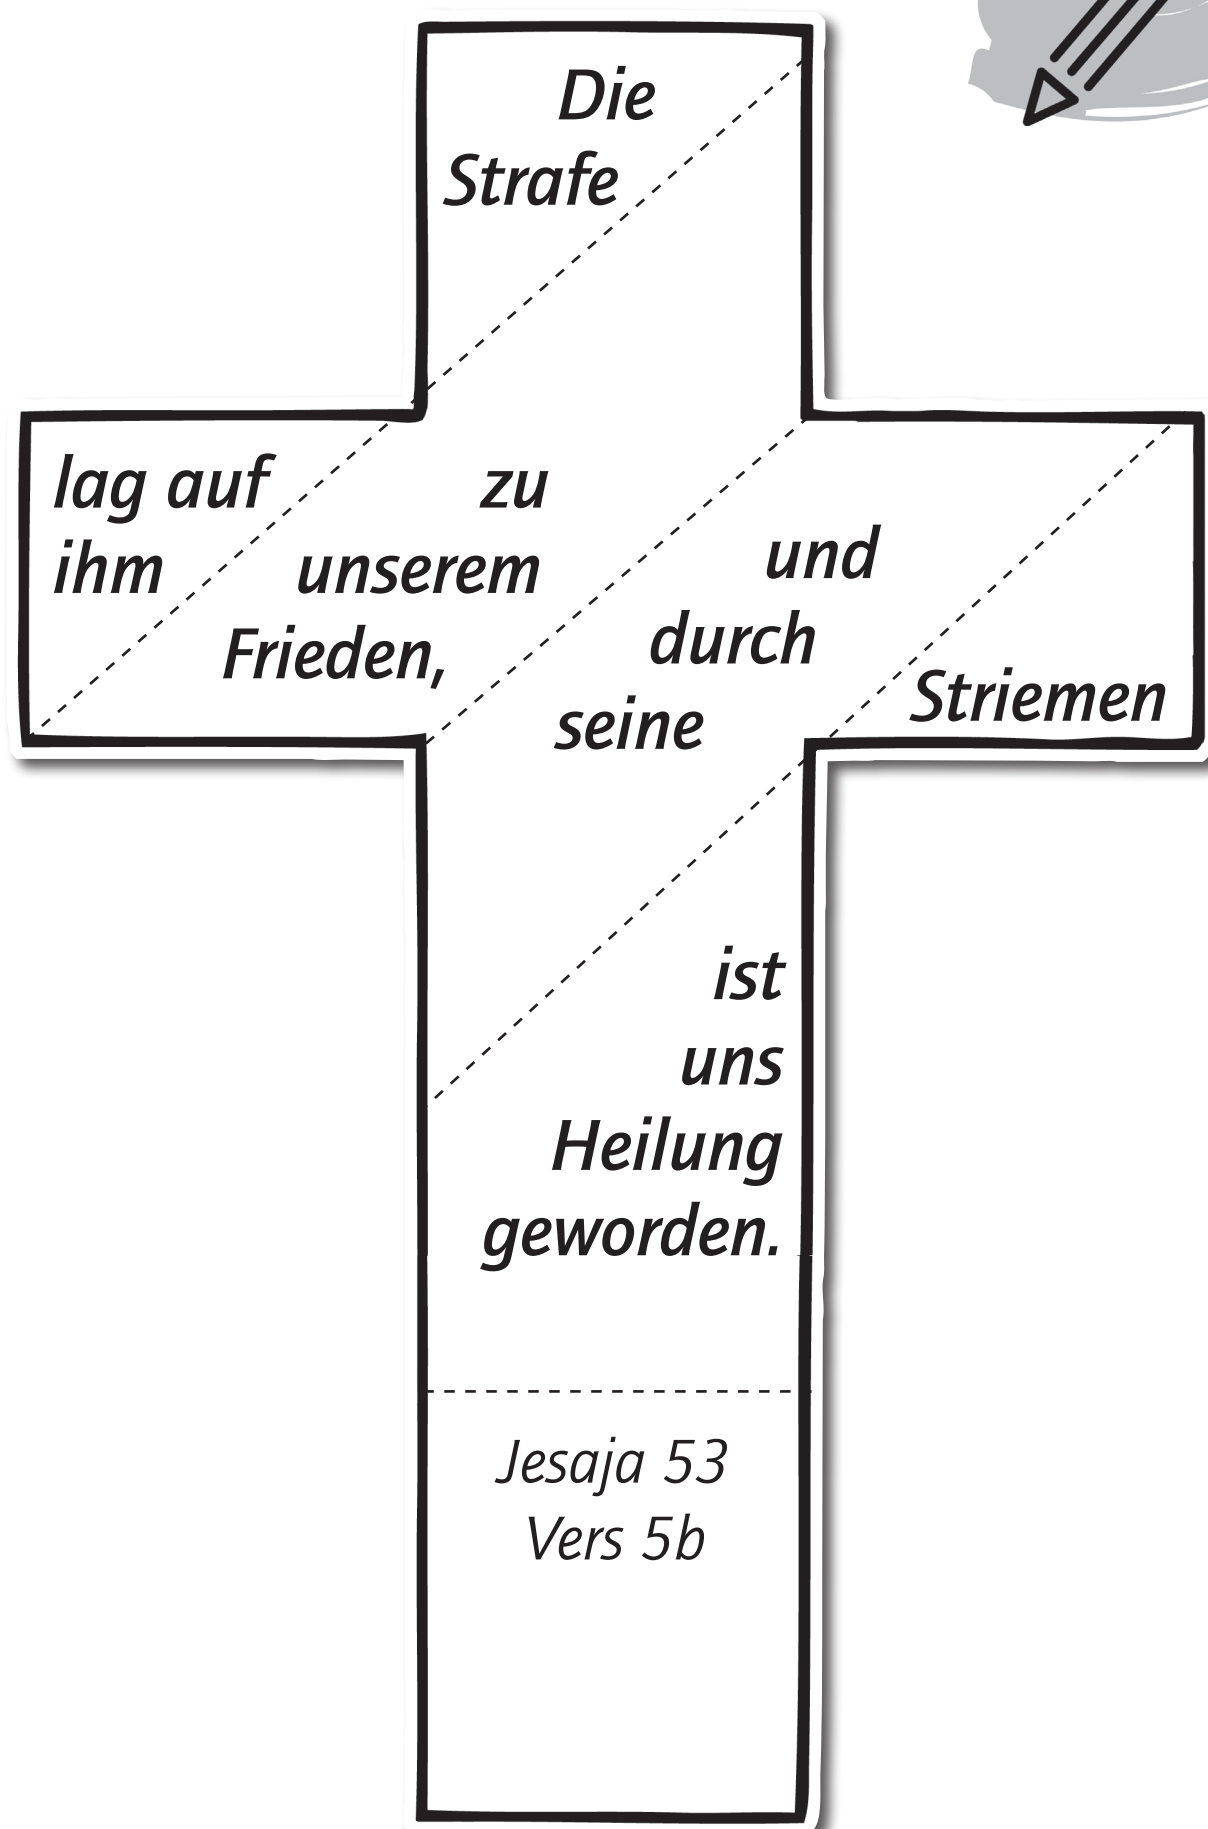 Die
Strafe
lag auf
ihm
zu
unserem
Frieden,
und
durch
seine
Striemen
ist
uns
Heilung
geworden.
Jesaja 53
Vers 5b